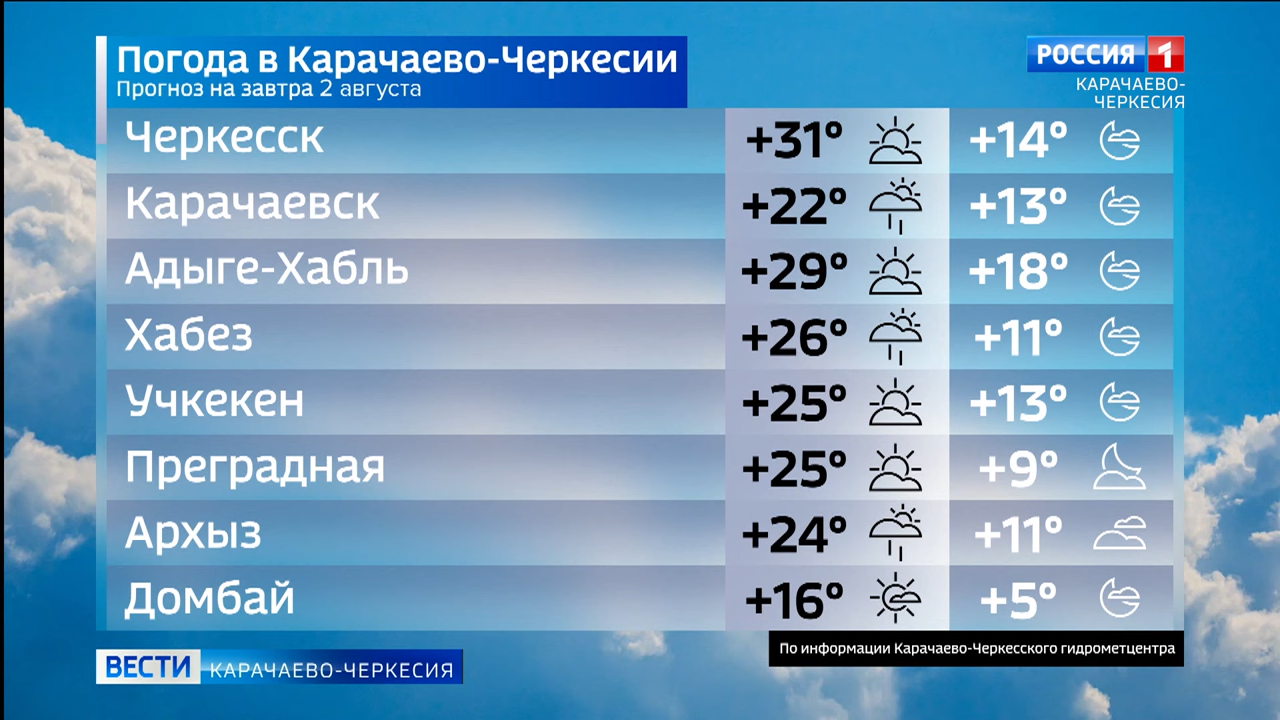 Погода в Карачаево-Черкесии
Прогноз на завтра 2 августа
РОССИЯ 1
КАРАЧАЕВО-
ЧЕРКЕСИЯ
Черкесск +31° +14°
Карачаевск +22° +13°
Адыге-Хабль +29° +18°
Хабез +26° +11°
Учкекен +25° +13°
Преградная +25° +9°
Архыз +24° +11°
Домбай +16° +5°
По информации Карачаево-Черкесского гидрометцентра
ВЕСТИ КАРАЧАЕВО-ЧЕРКЕСИЯ